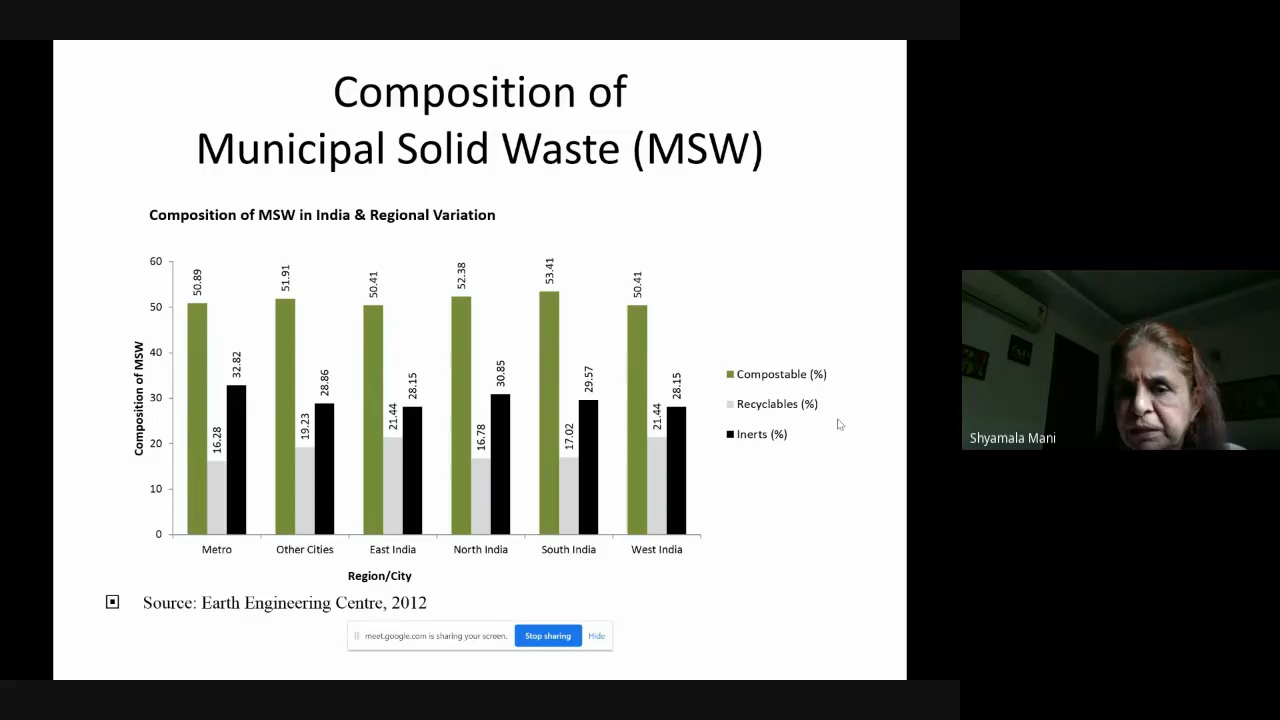 Composition of
Municipal Solid Waste (MSW)
Composition of MSW in India & Regional Variation
Composition of MSW
60
50
40
30
20
10
0
50.89
16.28
32.82
51.91
19.23
28.86
50.41
21.44
28.15
52.38
16.78
30.85
53.41
17.02
29.57
50.41
21.44
28.15
Metro
Other Cities
East India
North India
South India
West India
Region/City
Compostable (%)
Recyclables (%)
Inerts (%)
Source: Earth Engineering Centre, 2012
meet.google.com is sharing your screen. Stop sharing Hide
Shyamala Mani